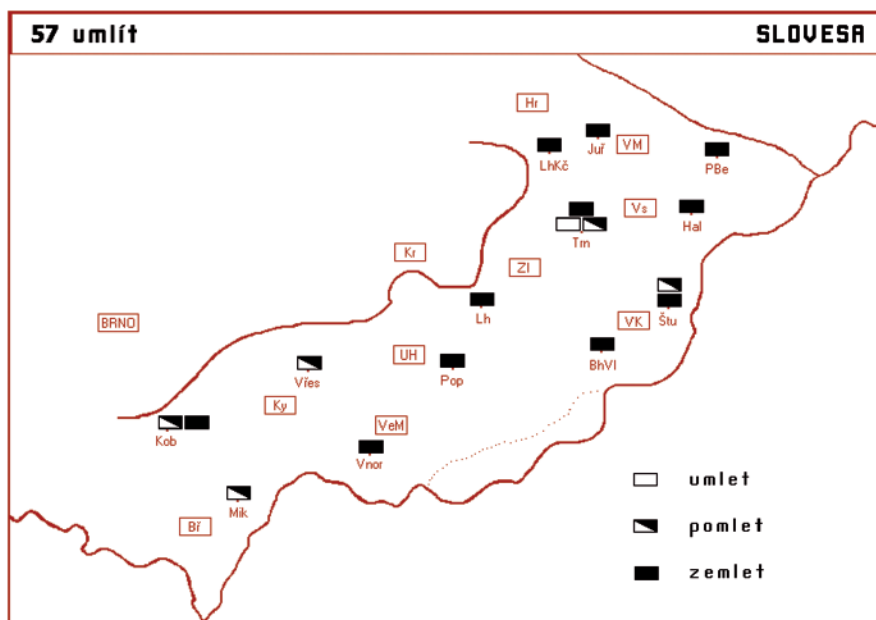 57 umlít
SLOVESA
Hr
Juř
VM
LhKč
PBe
Vs
Hal
Trn
Kr
Zl
Štu
Lh
BRNO
VK
UH
BhVl
Pop
Vřes
Ky
VeM
Kob
Vnor
Mik
Bř
umlet
pomlet
zemlet